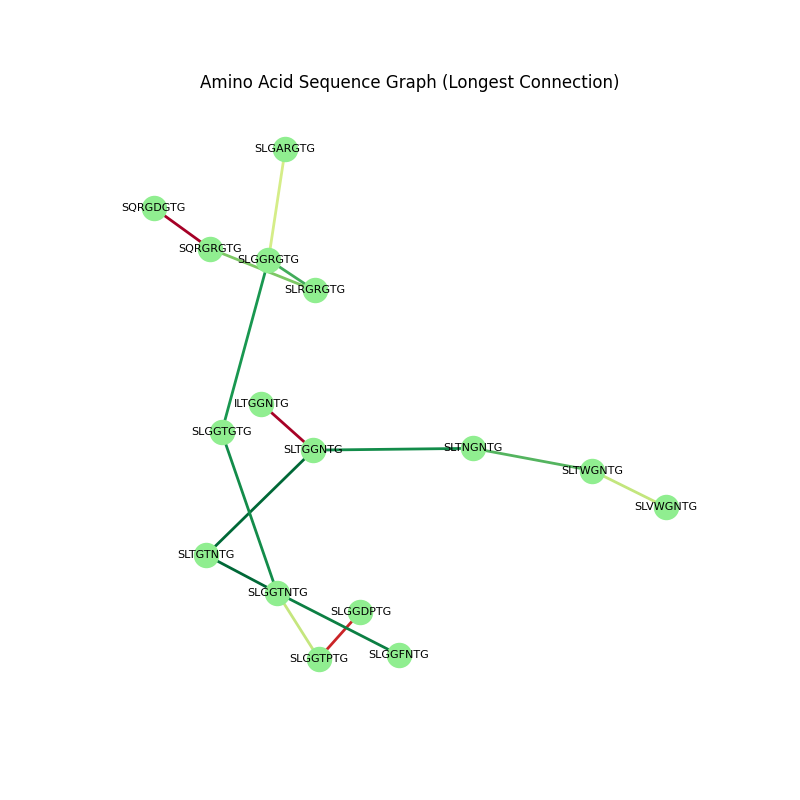 Amino Acid Sequence Graph (Longest Connection)
SLGARGTG
SQRGDGTG
SQRGRGTG
SLGGRGTG
SLRGRGTG
ILTGGNTG
SLGGTGTG
SLTGGNTG
SLTNGNTG
SLTWGNTG
SLVWGNTG
SLTGTNTG
SLGGTNTG
SLGGDPTG
SLGGTPTG
SLGGFNTG